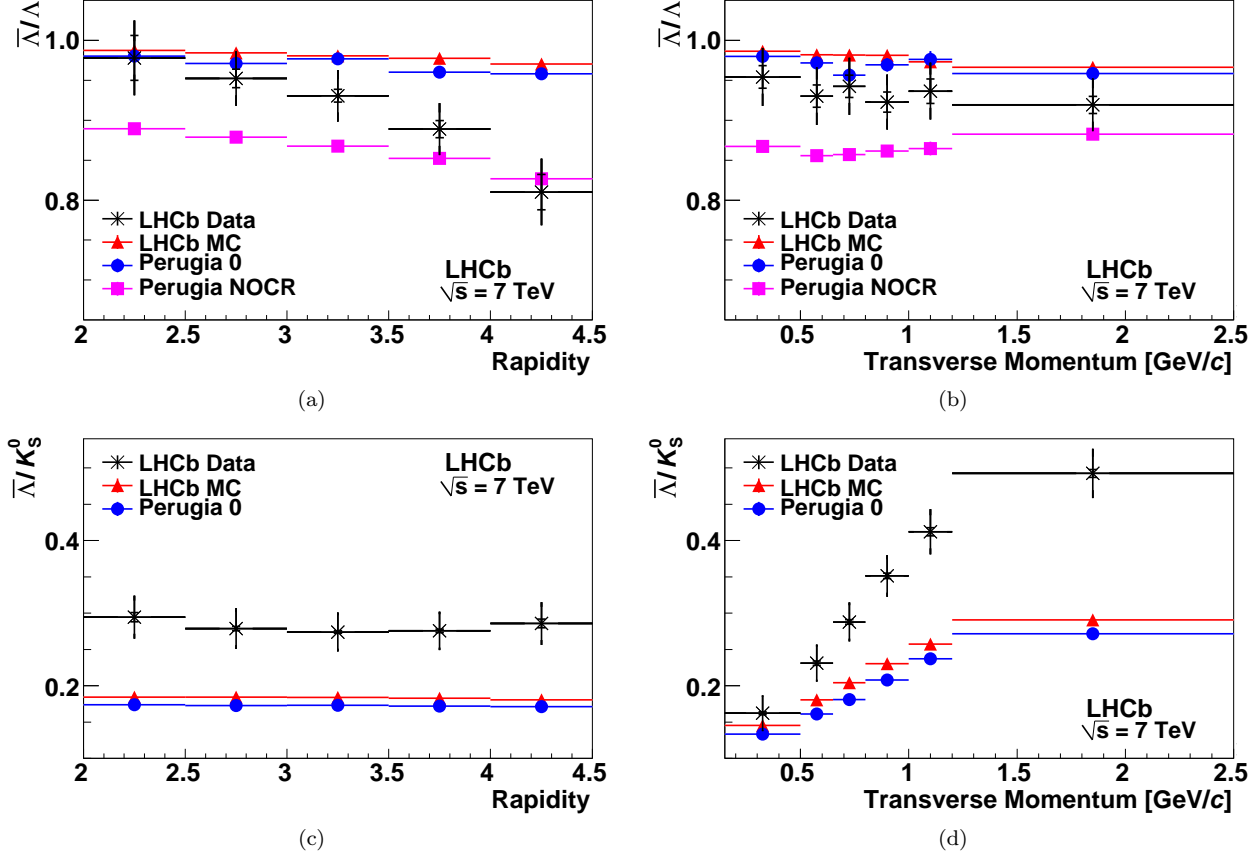 Λ̅/Λ
1.0
0.8
LHCb Data
LHCb MC
Perugia 0
Perugia NOCR
LHCb
√s = 7 TeV
2 2.5 3 3.5 4 4.5
Rapidity
(a)
Λ̅/Λ
1.0
0.8
LHCb Data
LHCb MC
Perugia 0
Perugia NOCR
LHCb
√s = 7 TeV
0.5 1 1.5 2 2.5
Transverse Momentum [GeV/c]
(b)
Λ̅/K⁰S
0.4
0.2
LHCb Data
LHCb MC
Perugia 0
LHCb
√s = 7 TeV
2 2.5 3 3.5 4 4.5
Rapidity
(c)
Λ̅/K⁰S
0.4
0.2
LHCb Data
LHCb MC
Perugia 0
LHCb
√s = 7 TeV
0.5 1 1.5 2 2.5
Transverse Momentum [GeV/c]
(d)